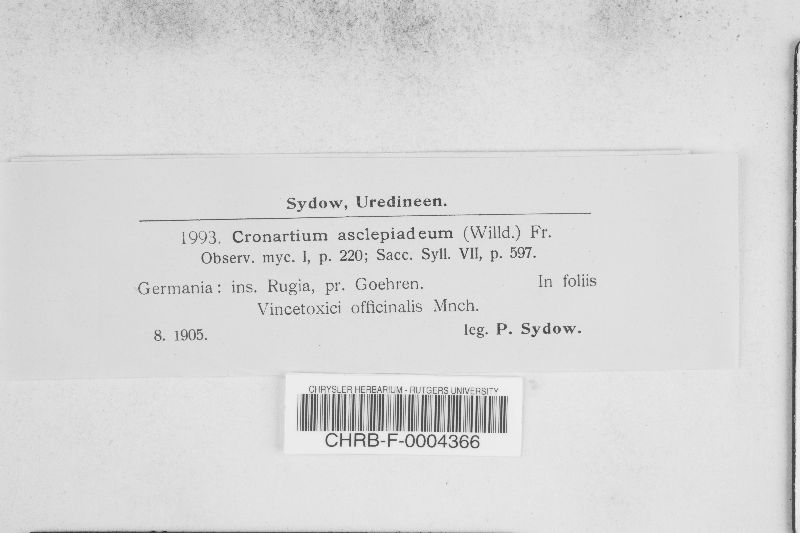 Sydow, Uredineen.
1993. Cronartium asclepiadeum (Willd.) Fr.
Observ. myc. I, p. 220; Sacc. Syll. VII, p. 597.
Germania: ins. Rugia, pr. Goehren. In foliis
Vincetoxici officinalis Mnch.
8. 1905. leg. P. Sydow.
CHRYSLER HERBARIUM - RUTGERS UNIVERSITY
CHRB-F-0004366